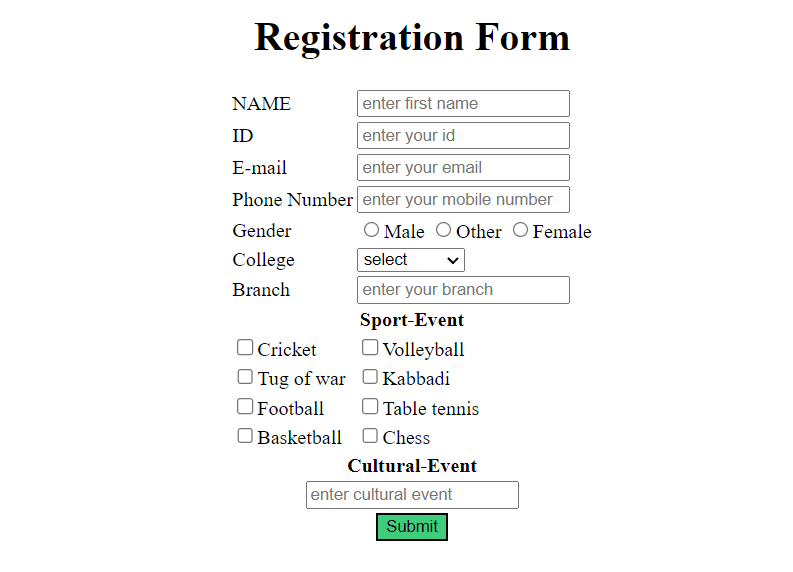 Registration Form
NAME enter first name
ID enter your id
E-mail enter your email
Phone Number enter your mobile number
Gender Male Other Female
College select
Branch enter your branch
Sport-Event
Cricket Volleyball
Tug of war Kabbadi
Football Table tennis
Basketball Chess
Cultural-Event
enter cultural event
Submit